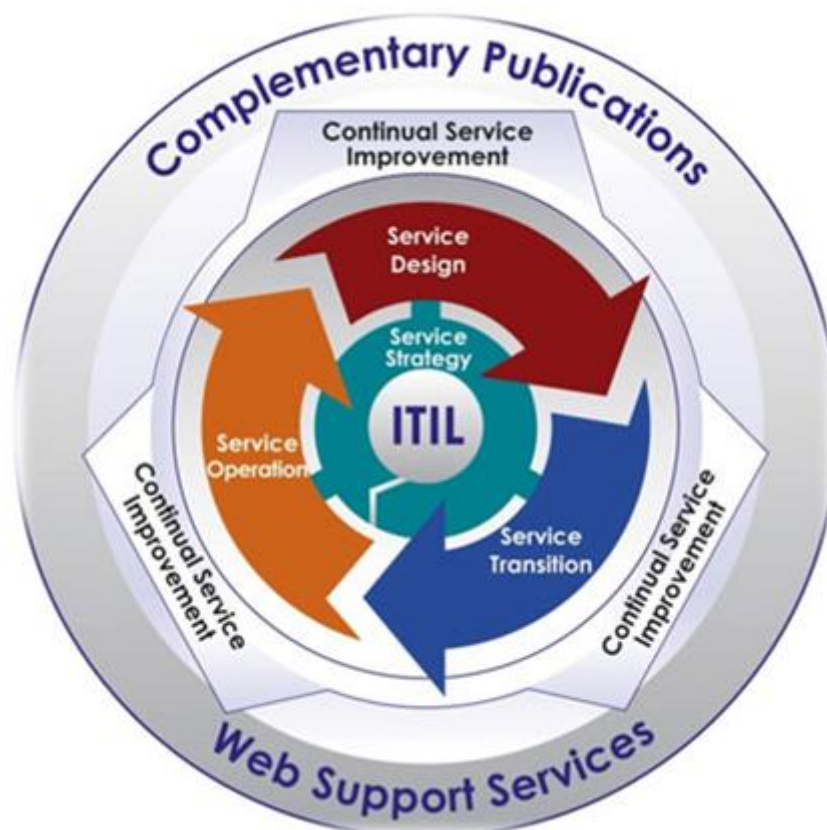 Complementary Publications
Continual Service
Improvement
Service
Design
Service
Strategy
ITIL
Service
Operation
Service
Transition
Continual Service
Improvement
Continual Service
Improvement
Web Support Services